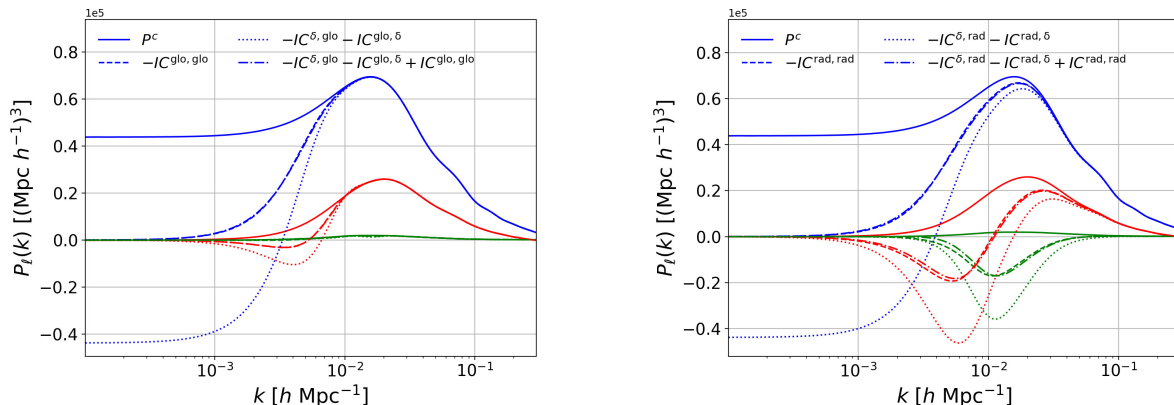 1e5
P^c
−IC^{glo, glo}
−IC^{δ, glo} − IC^{glo, δ}
−IC^{δ, glo} − IC^{glo, δ} + IC^{glo, glo}
P_ℓ(k) [(Mpc h^{−1})^3]
0.8
0.6
0.4
0.2
0.0
−0.2
−0.4
10^{−3}
10^{−2}
10^{−1}
k [h Mpc^{−1}]
1e5
P^c
−IC^{rad, rad}
−IC^{δ, rad} − IC^{rad, δ}
−IC^{δ, rad} − IC^{rad, δ} + IC^{rad, rad}
P_ℓ(k) [(Mpc h^{−1})^3]
0.8
0.6
0.4
0.2
0.0
−0.2
−0.4
10^{−3}
10^{−2}
10^{−1}
k [h Mpc^{−1}]